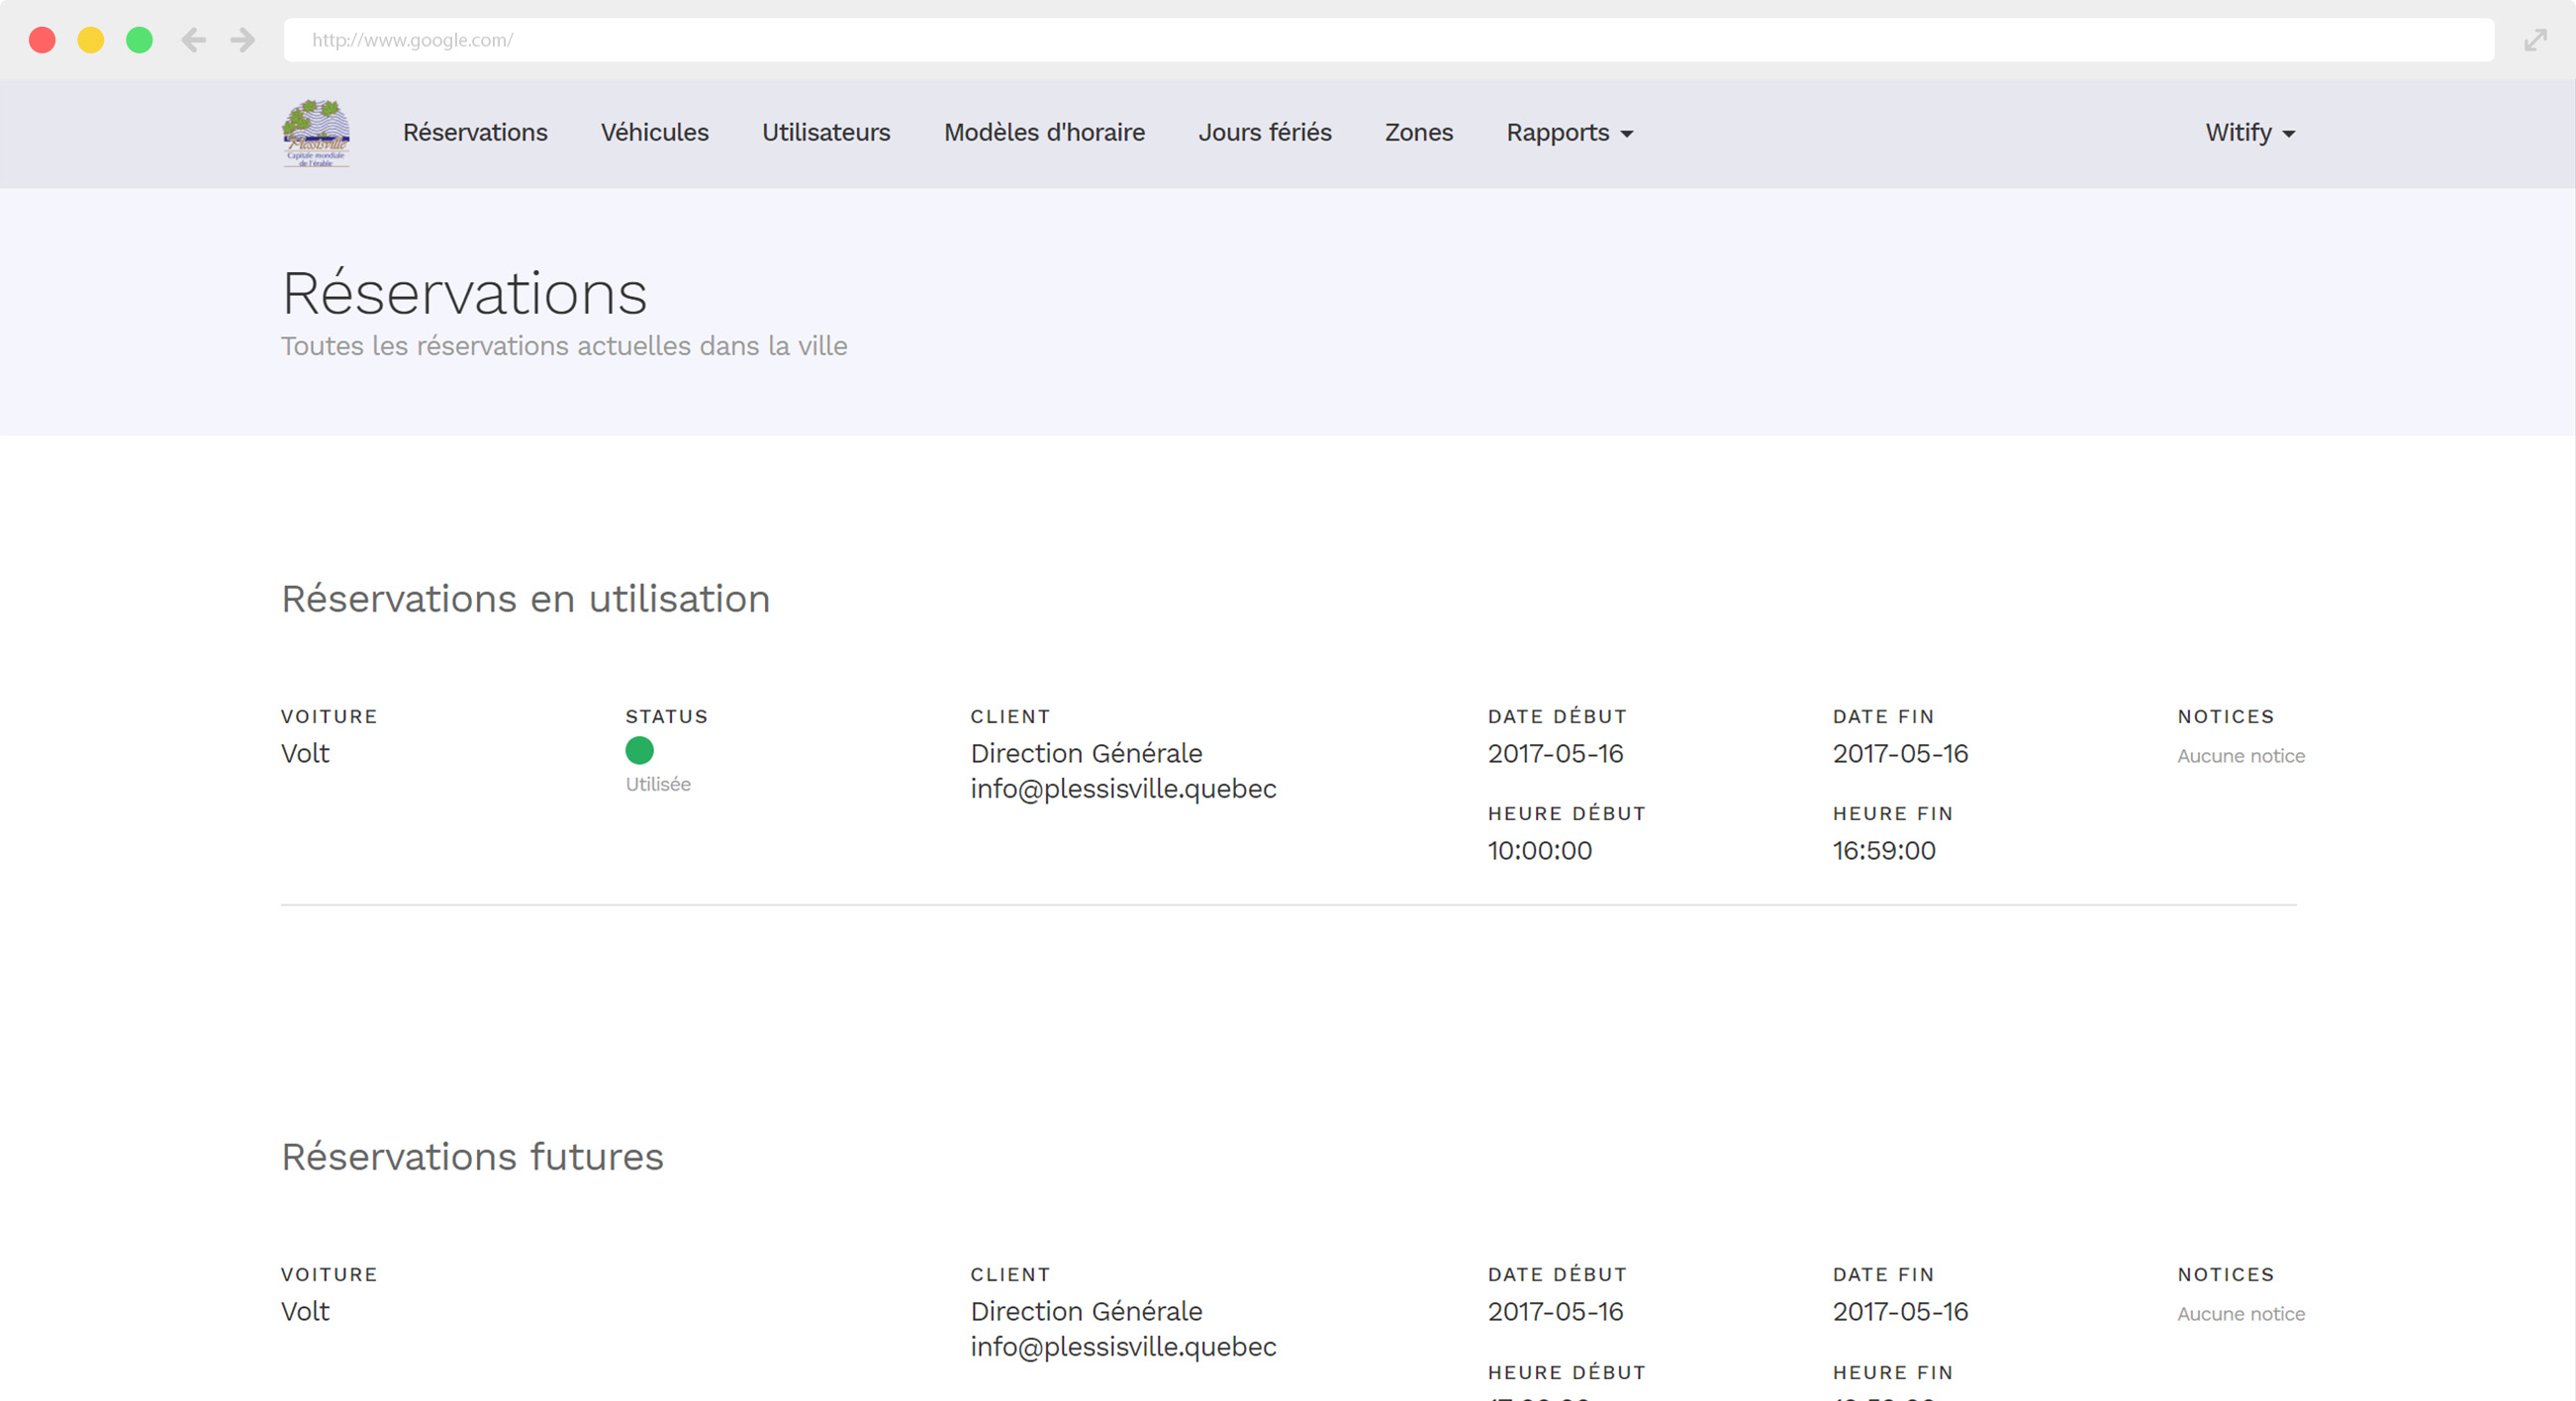 http://www.google.com/
Plessisville
Capitale mondiale
de l'érable
Réservations Véhicules Utilisateurs Modèles d'horaire Jours fériés Zones Rapports Witify
Réservations
Toutes les réservations actuelles dans la ville
Réservations en utilisation
VOITURE STATUS CLIENT DATE DÉBUT DATE FIN NOTICES
Volt Direction Générale 2017-05-16 2017-05-16 Aucune notice
Utilisée info@plessisville.quebec
HEURE DÉBUT HEURE FIN
10:00:00 16:59:00
Réservations futures
VOITURE CLIENT DATE DÉBUT DATE FIN NOTICES
Volt Direction Générale 2017-05-16 2017-05-16 Aucune notice
info@plessisville.quebec
HEURE DÉBUT HEURE FIN